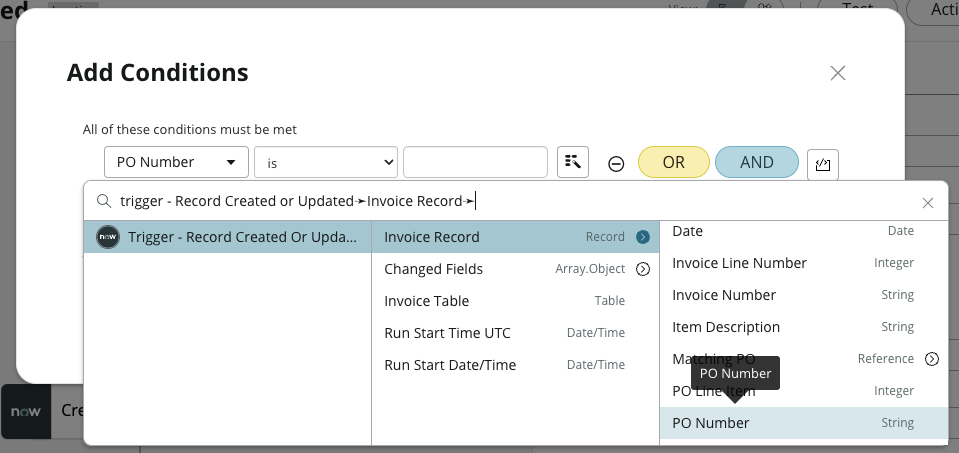 ed
View:
Test
Acti
Add Conditions
All of these conditions must be met
PO Number
is
OR
AND
trigger - Record Created or Updated➛Invoice Record➛
now
Trigger - Record Created Or Upda...
Invoice Record
Record
Changed Fields
Array.Object
Invoice Table
Table
Run Start Time UTC
Date/Time
Run Start Date/Time
Date/Time
Date
Date
Invoice Line Number
Integer
Invoice Number
String
Item Description
String
Matching PO
Reference
PO Number
PO Line Item
Integer
PO Number
String
now
Cre